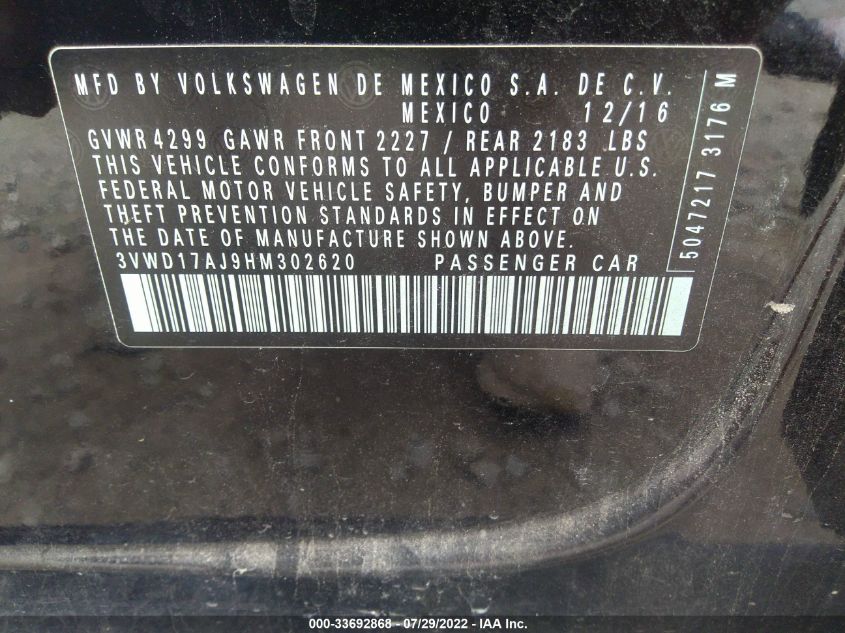 MFD BY VOLKSWAGEN DE MEXICO S.A. DE C.V.
MEXICO 12/16
GVWR 4299 GAWR FRONT 2227 / REAR 2183 LBS
THIS VEHICLE CONFORMS TO ALL APPLICABLE U.S.
FEDERAL MOTOR VEHICLE SAFETY, BUMPER AND
THEFT PREVENTION STANDARDS IN EFFECT ON
THE DATE OF MANUFACTURE SHOWN ABOVE.
3VWD17AJ9HM302620 PASSENGER CAR
5047217 3176 M
000-33692868 - 07/29/2022 - IAA Inc.